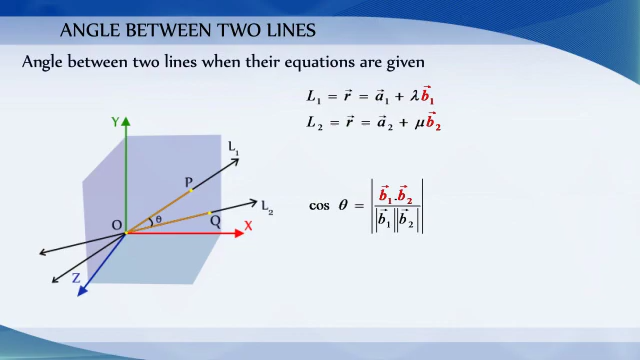 ANGLE BETWEEN TWO LINES
Angle between two lines when their equations are given
L₁ = r⃗ = a⃗₁ + λb⃗₁
L₂ = r⃗ = a⃗₂ + μb⃗₂
cos θ = |b⃗₁.b⃗₂ / |b⃗₁||b⃗₂||
Y
L₁
P
L₂
O
θ
Q
X
Z